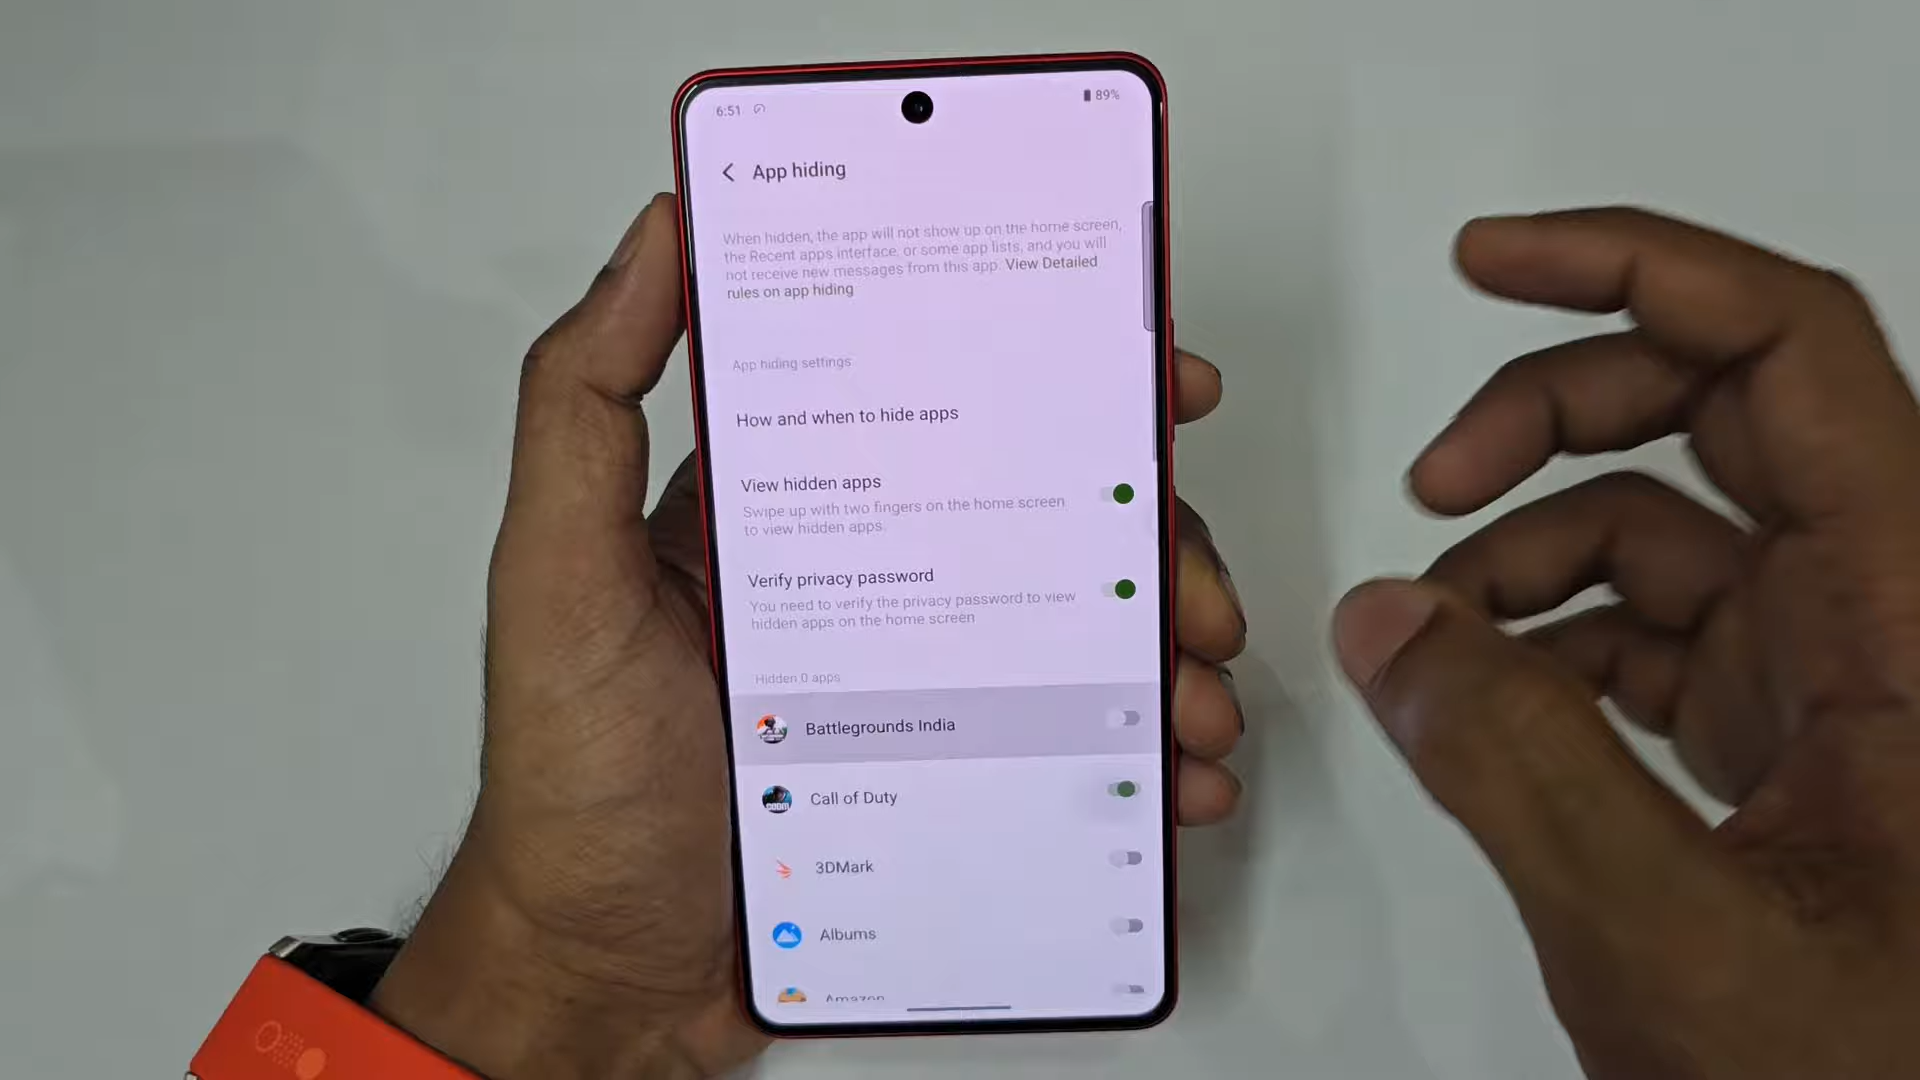 6:51
89%
App hiding
When hidden, the app will not show up on the home screen,
the Recent apps interface, or some app lists, and you will
not receive new messages from this app. View Detailed
rules on app hiding
App hiding settings
How and when to hide apps
View hidden apps
Swipe up with two fingers on the home screen
to view hidden apps.
Verify privacy password
You need to verify the privacy password to view
hidden apps on the home screen
Hidden 0 apps
Battlegrounds India
Call of Duty
3DMark
Albums
Amazon